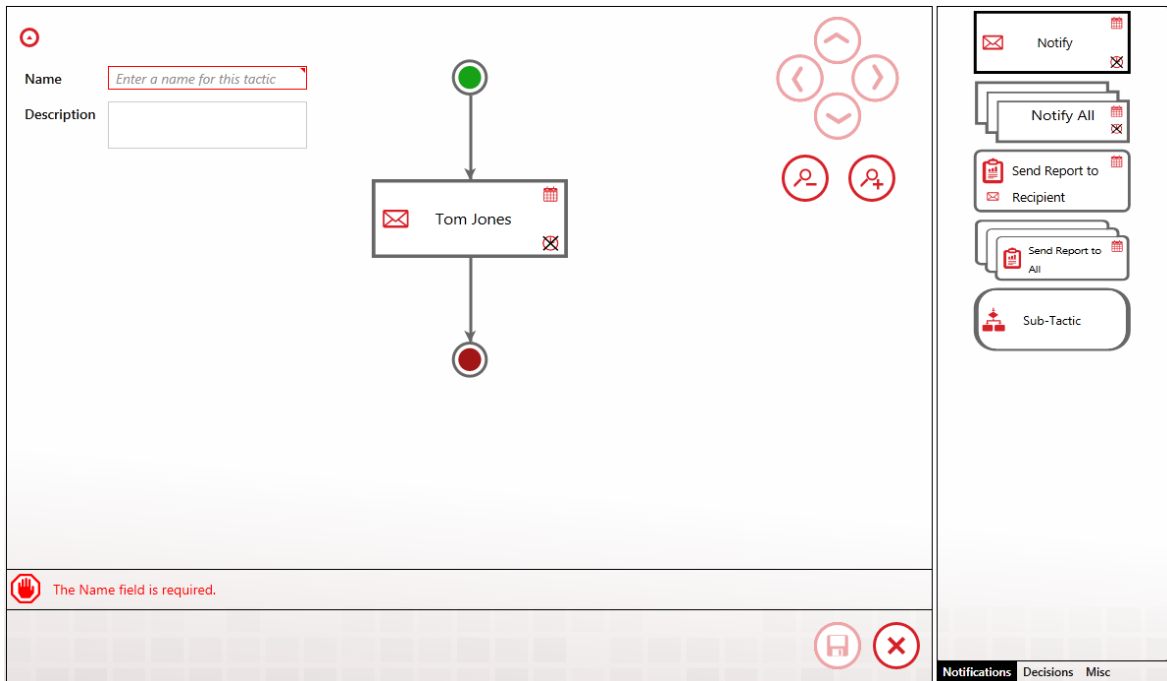 Name
Enter a name for this tactic
Description
Tom Jones
The Name field is required.
Notify
Notify All
Send Report to
Recipient
Send Report to
All
Sub-Tactic
Notifications Decisions Misc